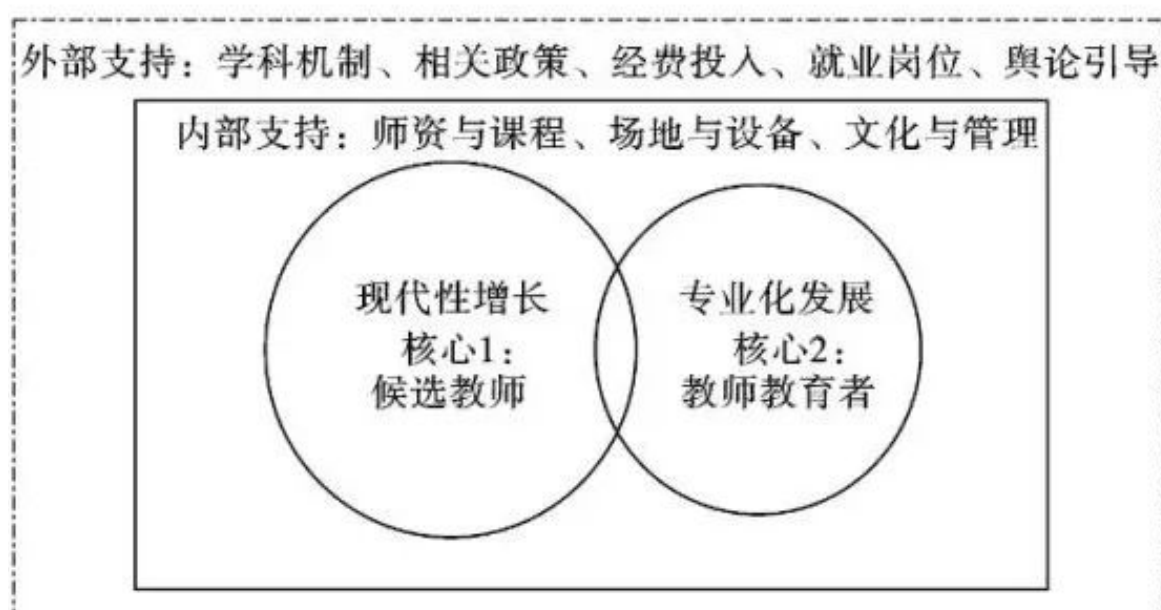 外部支持：学科机制、相关政策、经费投入、就业岗位、舆论引导
内部支持：师资与课程、场地与设备、文化与管理
现代性增长
核心1：
候选教师
专业化发展
核心2：
教师教育者